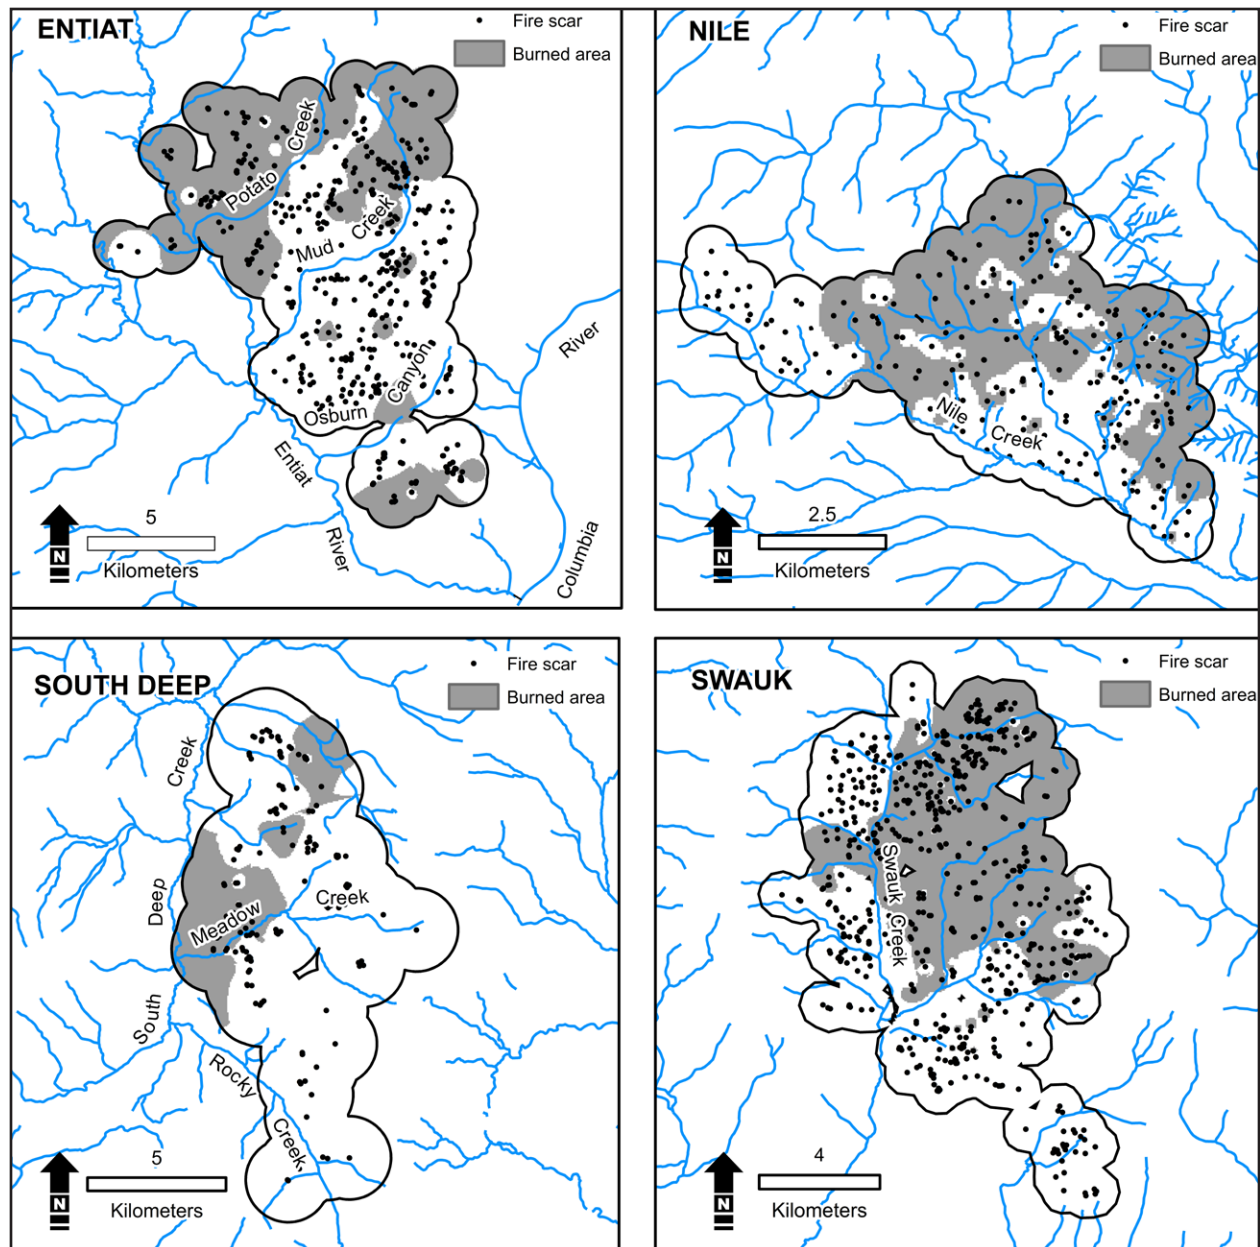 ENTIAT
Fire scar
Burned area
Potato
Creek
Mud
Creek
Osburn
Canyon
Entiat
River
River
Columbia
5
N
Kilometers
NILE
Fire scar
Burned area
Nile
Creek
2.5
N
Kilometers
SOUTH DEEP
Fire scar
Burned area
Creek
Deep
South
Meadow
Creek
Rocky
Creek
5
N
Kilometers
SWAUK
Fire scar
Burned area
Swauk
Creek
4
N
Kilometers